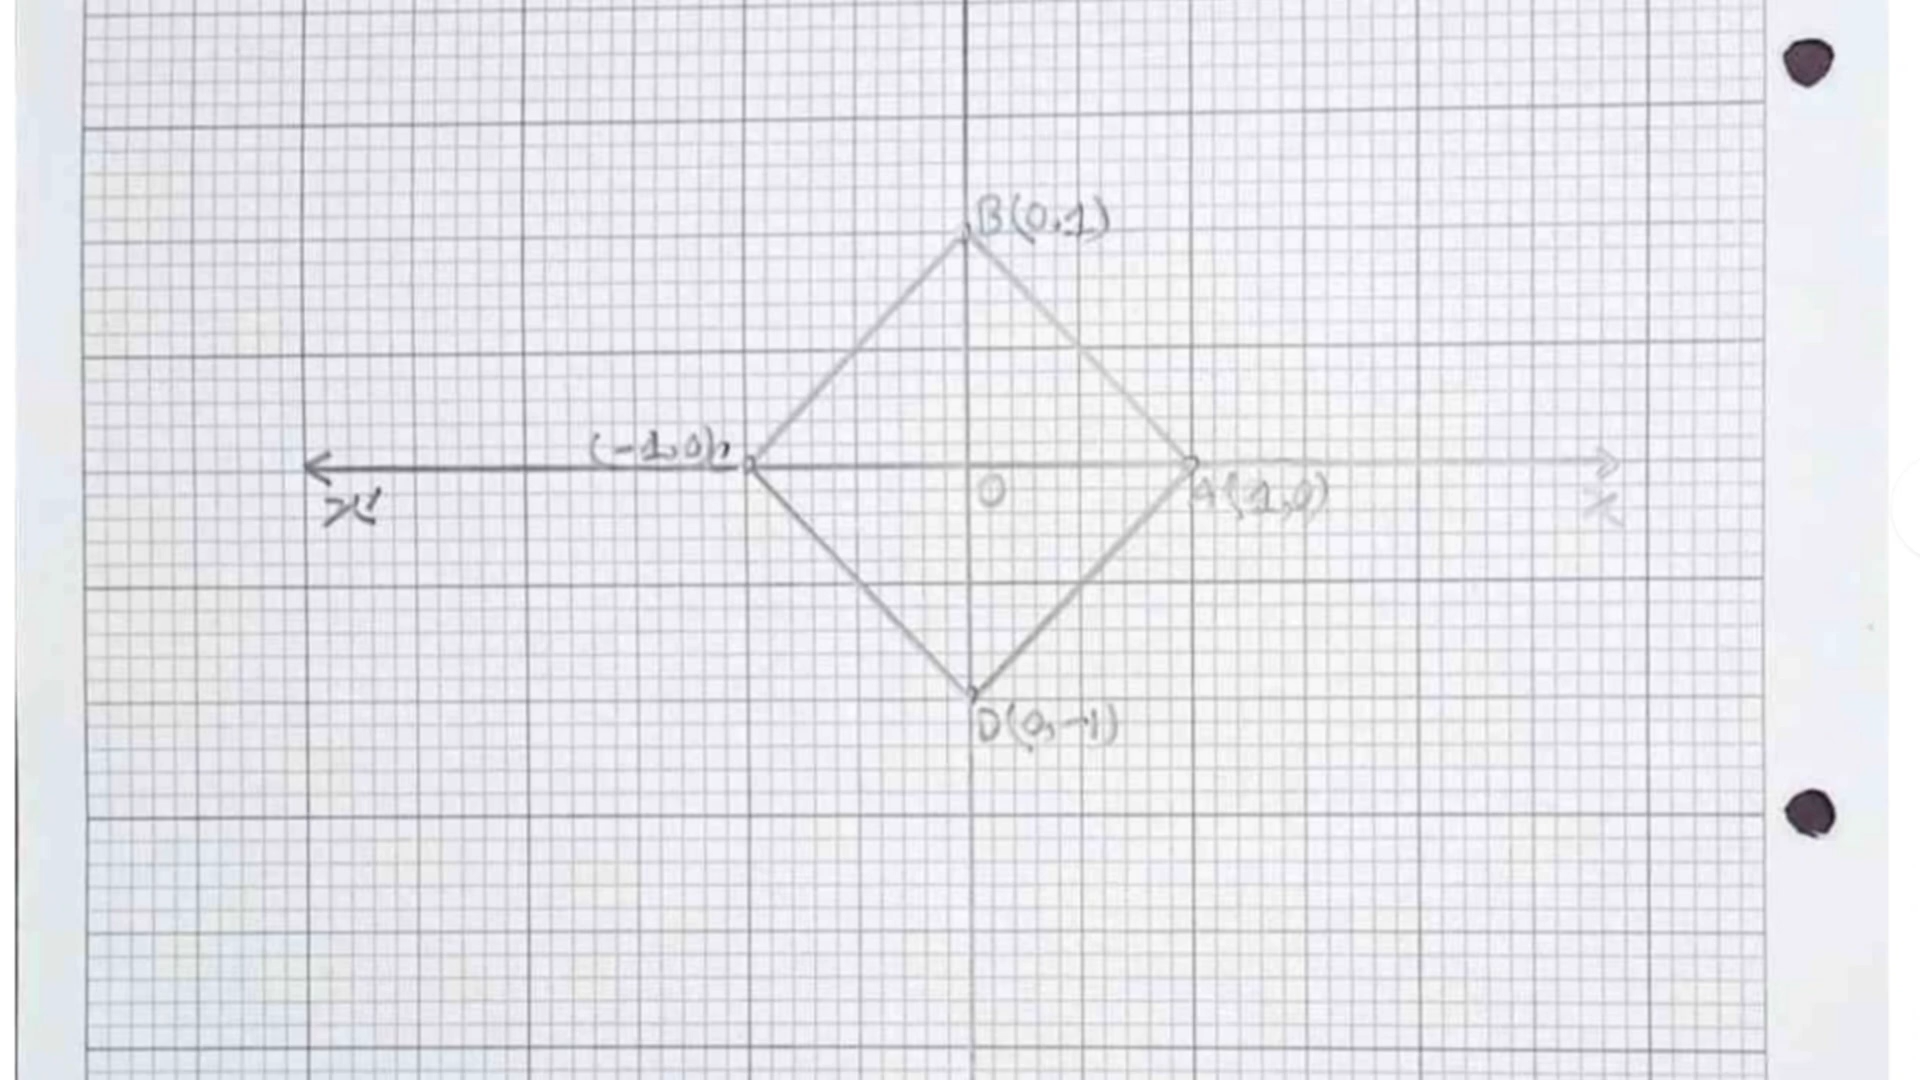 B(0,1)
(-1,0)
O
A(1,0)
x'
x
D(0,-1)